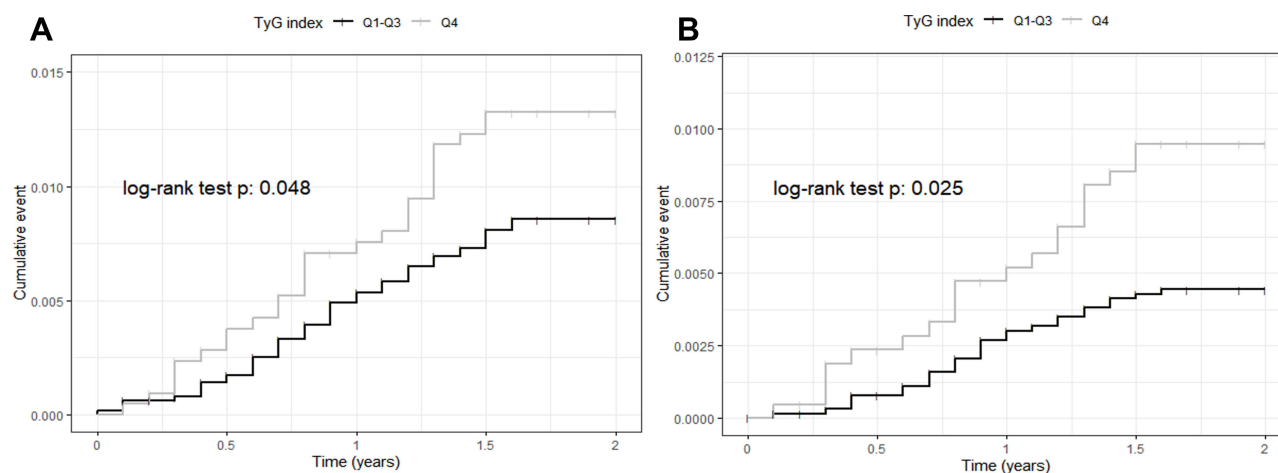 TyG index Q1-Q3 Q4
A
0.015
0.010
0.005
0.000
Cumulative event
log-rank test p: 0.048
0 0.5 1 1.5 2
Time (years)
TyG index Q1-Q3 Q4
B
0.0125
0.0100
0.0075
0.0050
0.0025
0.0000
Cumulative event
log-rank test p: 0.025
0 0.5 1 1.5 2
Time (years)